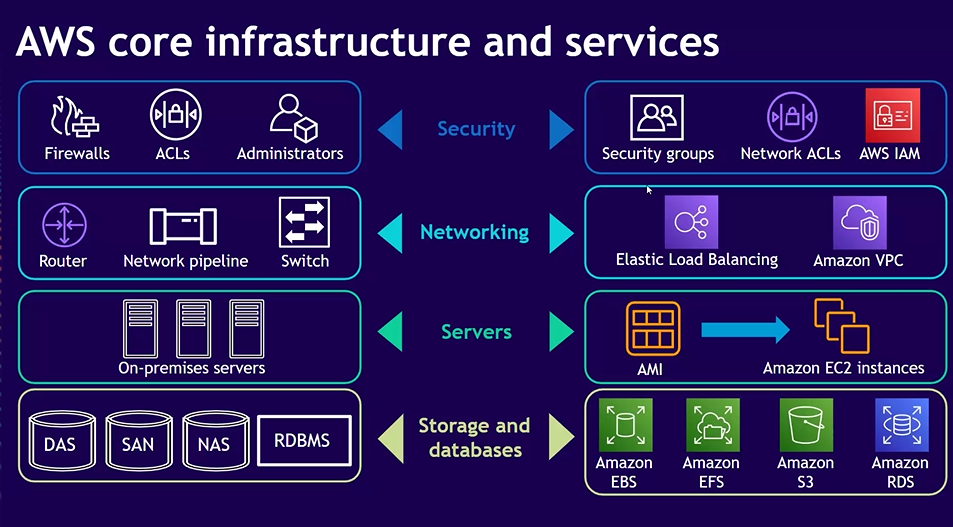 AWS core infrastructure and services
Firewalls
ACLs
Administrators
Security
Security groups
Network ACLs
AWS IAM
Router
Network pipeline
Switch
Networking
Elastic Load Balancing
Amazon VPC
On-premises servers
Servers
AMI
Amazon EC2 instances
DAS
SAN
NAS
RDBMS
Storage and
databases
Amazon
EBS
Amazon
EFS
Amazon
S3
Amazon
RDS